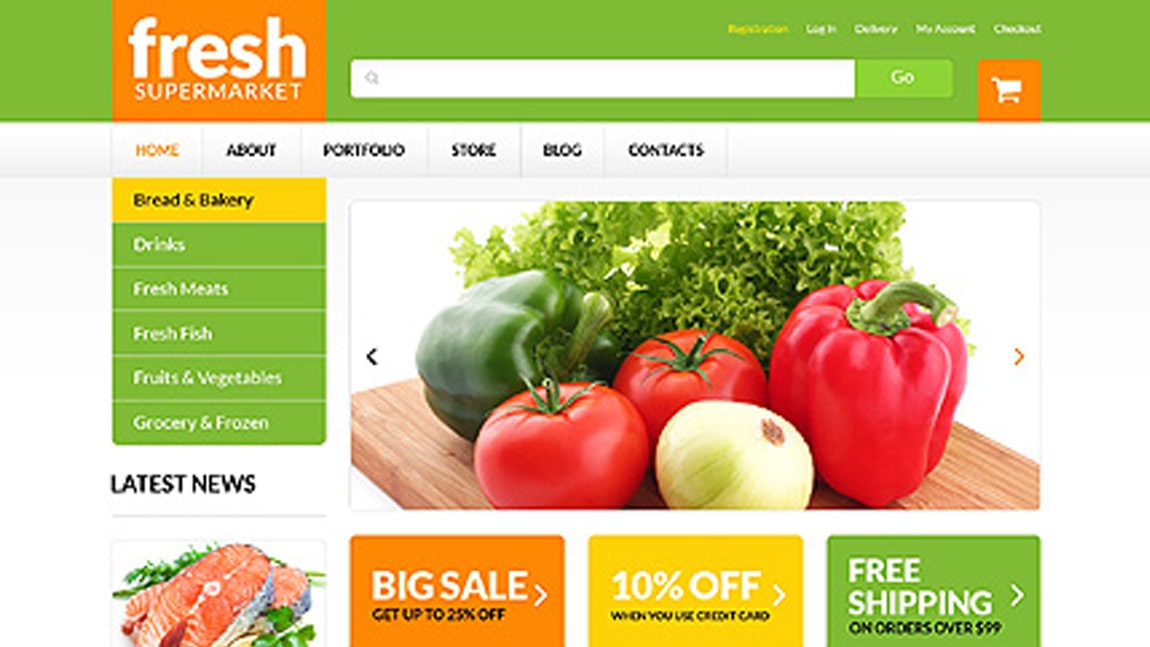 fresh
SUPERMARKET
Registration Log In Delivery My Account Checkout
Go
HOME ABOUT PORTFOLIO STORE BLOG CONTACTS
Bread & Bakery
Drinks
Fresh Meats
Fresh Fish
Fruits & Vegetables
Grocery & Frozen
LATEST NEWS
BIG SALE
GET UP TO 25% OFF
10% OFF
WHEN YOU USE CREDIT CARD
FREE
SHIPPING
ON ORDERS OVER $99